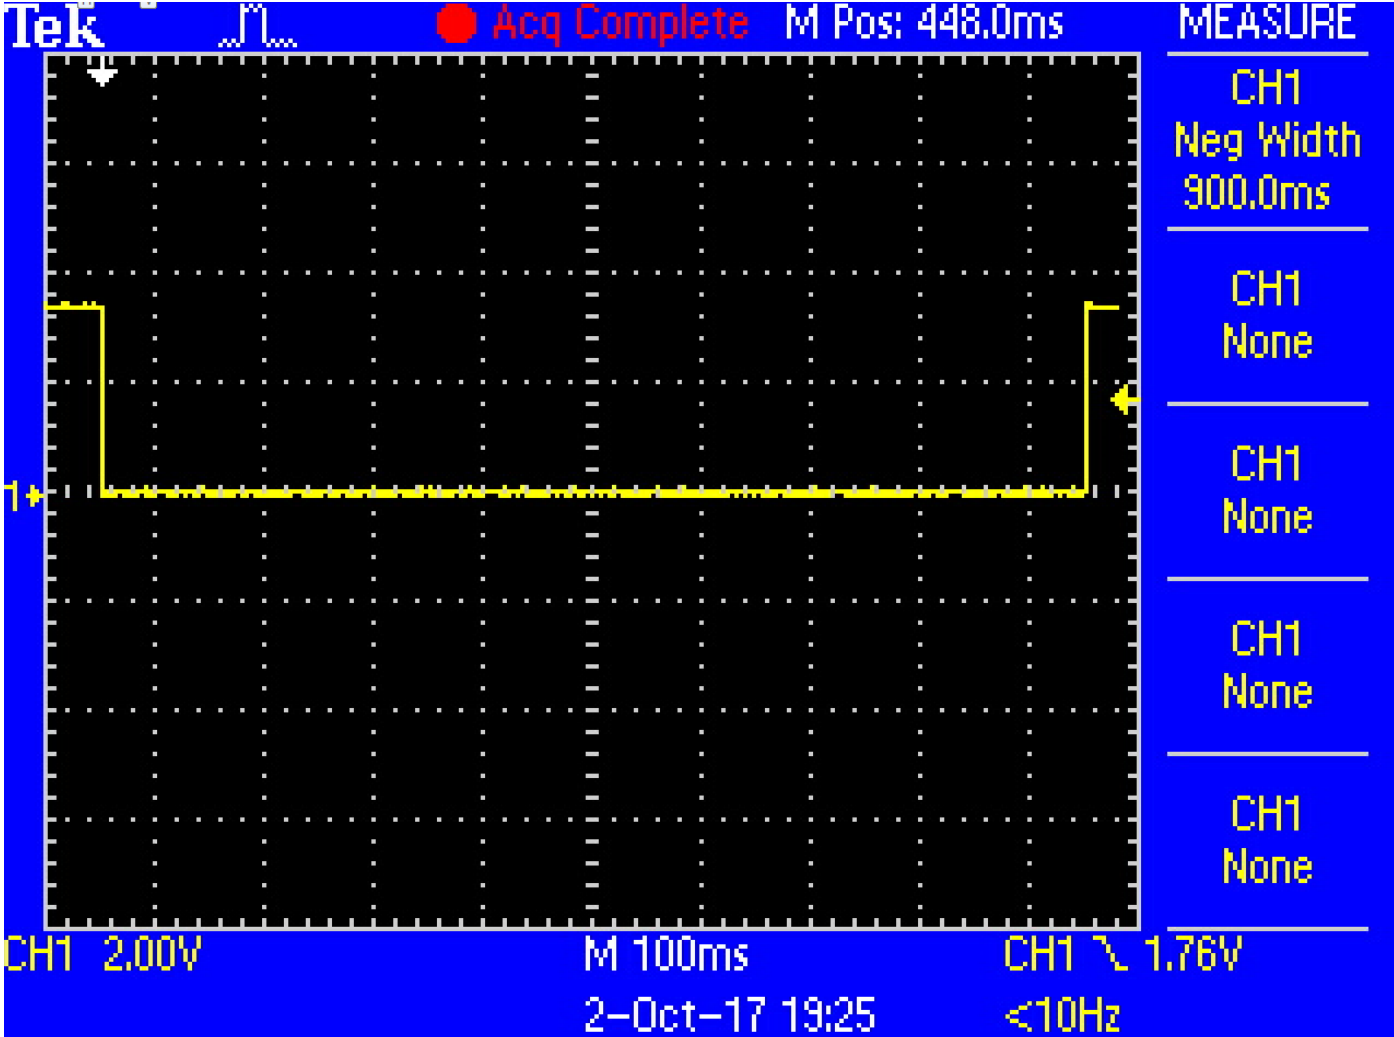 Tek Acq Complete M Pos: 448.0ms MEASURE
CH1
Neg Width
900.0ms
CH1
None
CH1
None
CH1
None
CH1
None
1
CH1 2.00V M 100ms CH1 1.76V
2-Oct-17 19:25 <10Hz